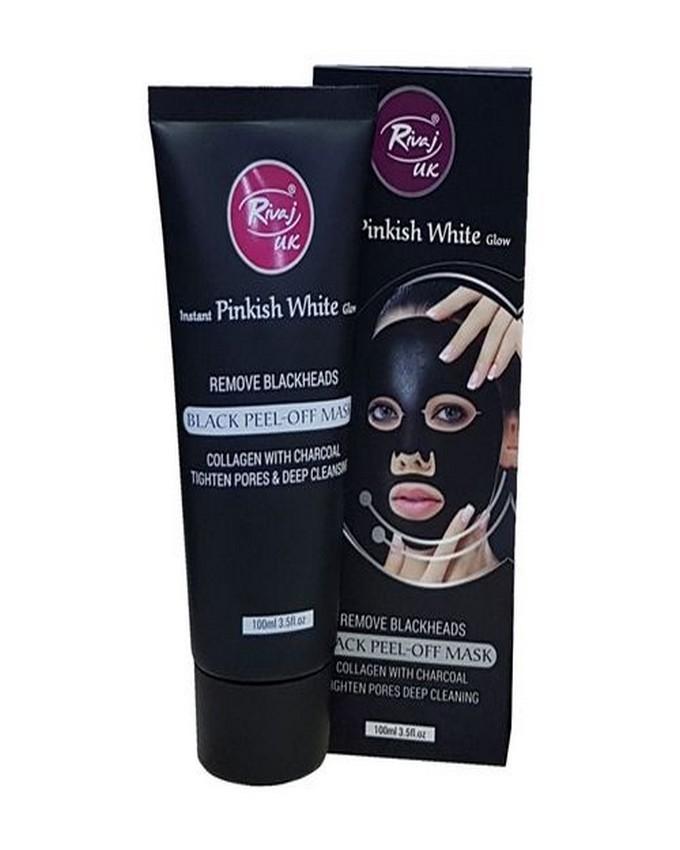 Rivaj®
UK
Instant Pinkish White Glow
REMOVE BLACKHEADS
BLACK PEEL-OFF MASK
COLLAGEN WITH CHARCOAL
TIGHTEN PORES & DEEP CLEANSING
100ml 3.5fl.oz
Rivaj®
UK
Pinkish White Glow
REMOVE BLACKHEADS
ACK PEEL-OFF MASK
COLLAGEN WITH CHARCOAL
IGHTEN PORES DEEP CLEANING
100ml 3.5fl.oz